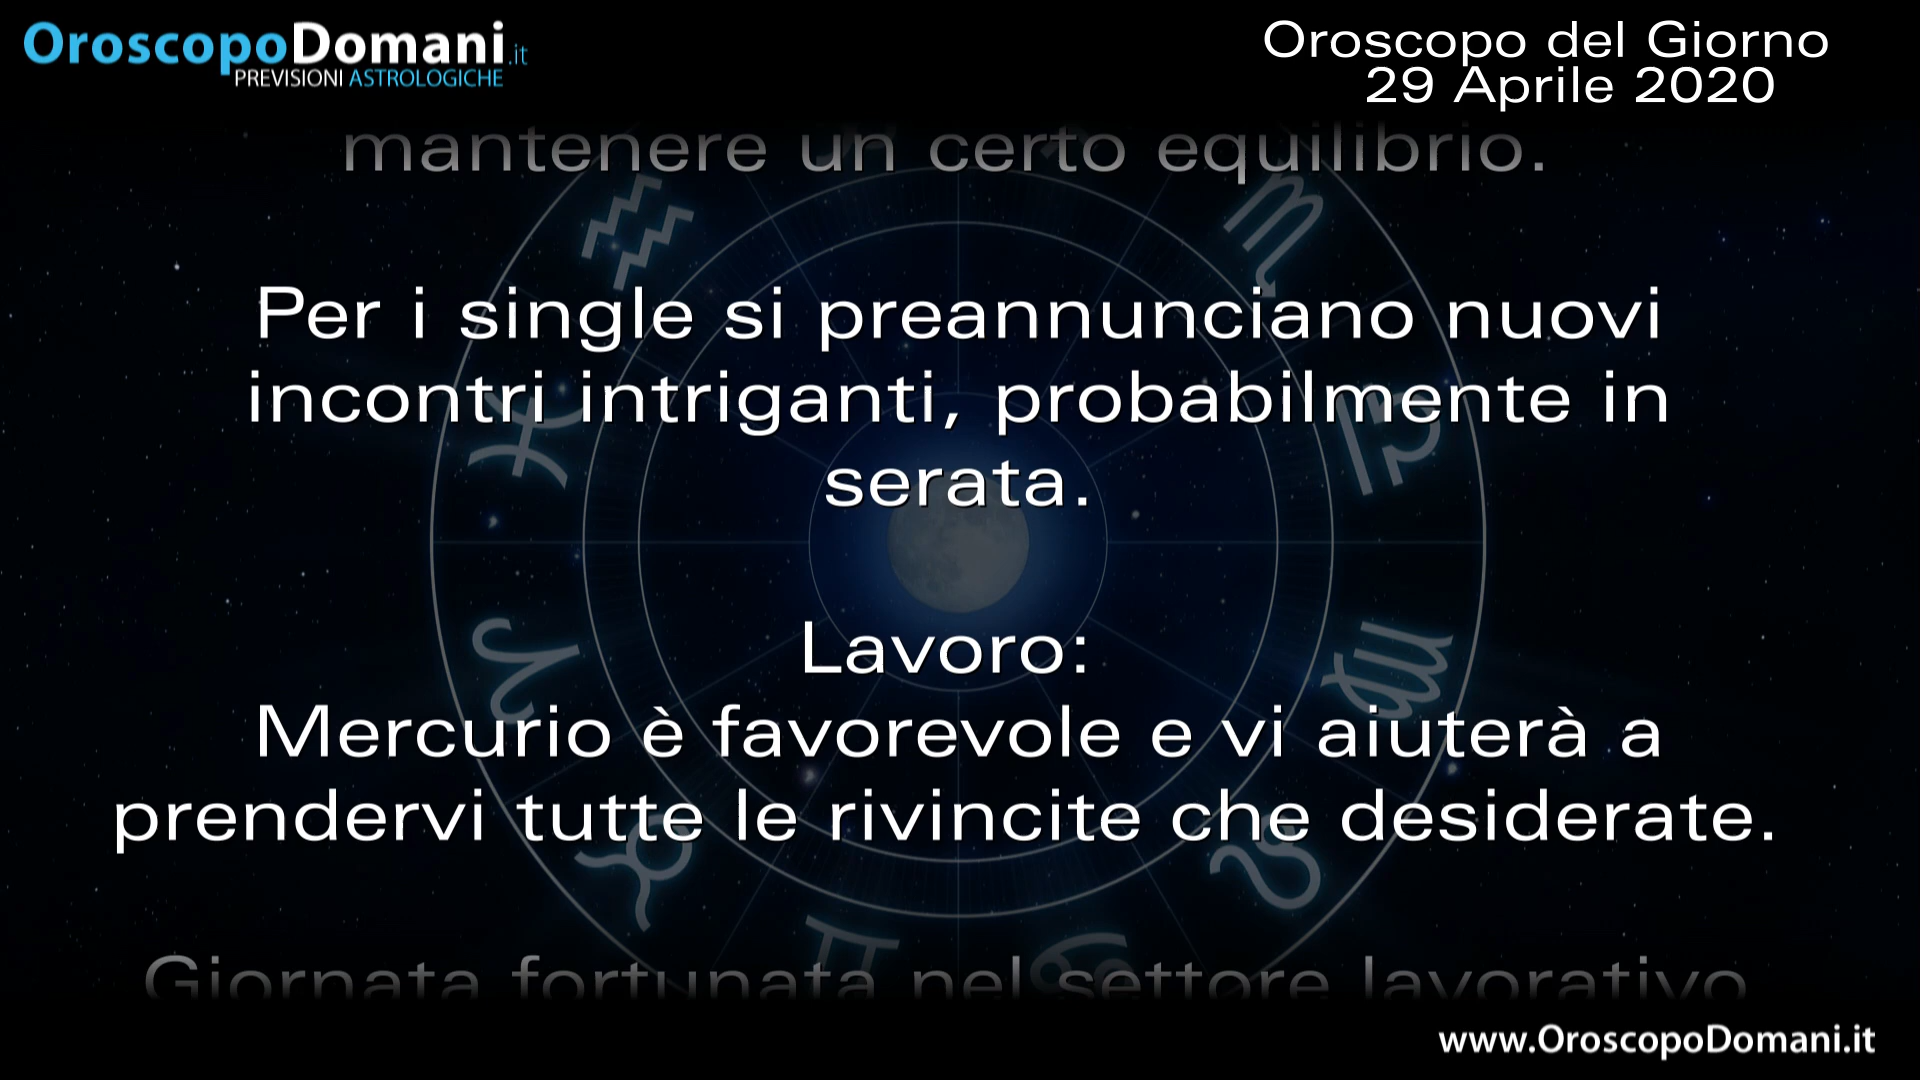 OroscopoDomani.it
PREVISIONI ASTROLOGICHE
Oroscopo del Giorno
29 Aprile 2020
mantenere un certo equilibrio.
Per i single si preannunciano nuovi
incontri intriganti, probabilmente in
serata.
Lavoro:
Mercurio è favorevole e vi aiuterà a
prendervi tutte le rivincite che desiderate.
Giornata fortunata nel settore lavorativo
www.OroscopoDomani.it